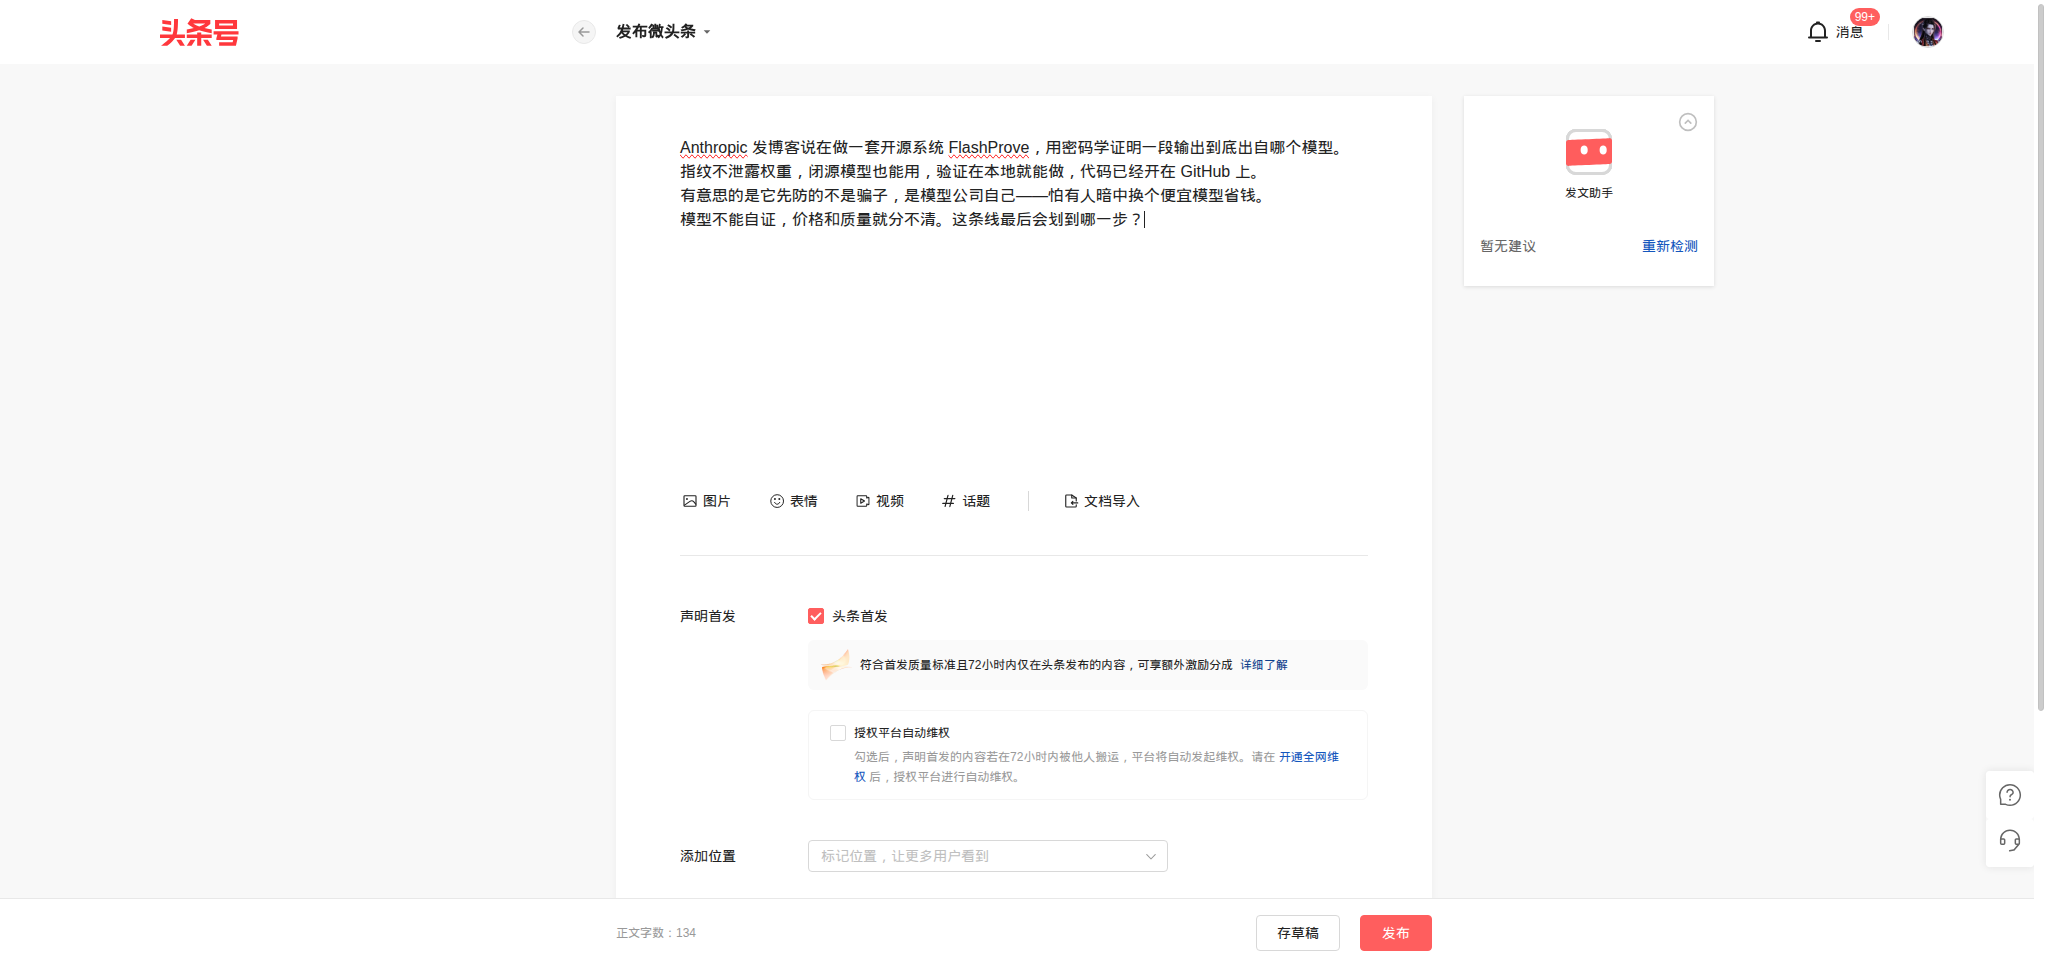 头条号
发布微头条
消息
99+
Anthropic 发博客说在做一套开源系统 FlashProve，用密码学证明一段输出到底出自哪个模型。
指纹不泄露权重，闭源模型也能用，验证在本地就能做，代码已经开在 GitHub 上。
有意思的是它先防的不是骗子，是模型公司自己——怕有人暗中换个便宜模型省钱。
模型不能自证，价格和质量就分不清。这条线最后会划到哪一步？
发文助手
暂无建议 重新检测
图片 表情 视频 # 话题 文档导入
声明首发 头条首发
符合首发质量标准且72小时内仅在头条发布的内容，可享额外激励分成 详细了解
授权平台自动维权
勾选后，声明首发的内容若在72小时内被他人搬运，平台将自动发起维权。请在 开通全网维
权 后，授权平台进行自动维权。
添加位置 标记位置，让更多用户看到
正文字数：134 存草稿 发布